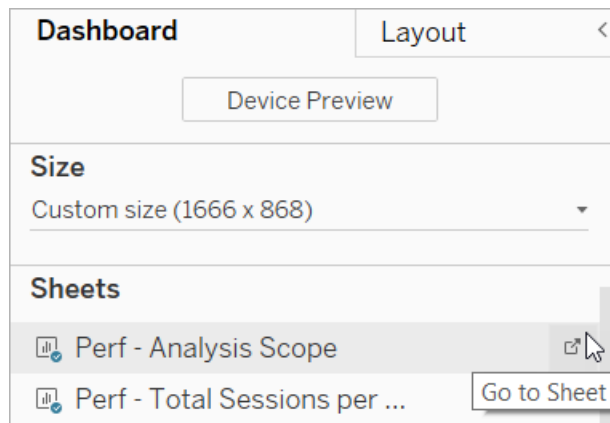 Dashboard
Layout
Device Preview
Size
Custom size (1666 x 868)
Sheets
Perf - Analysis Scope
Perf - Total Sessions per ...
Go to Sheet